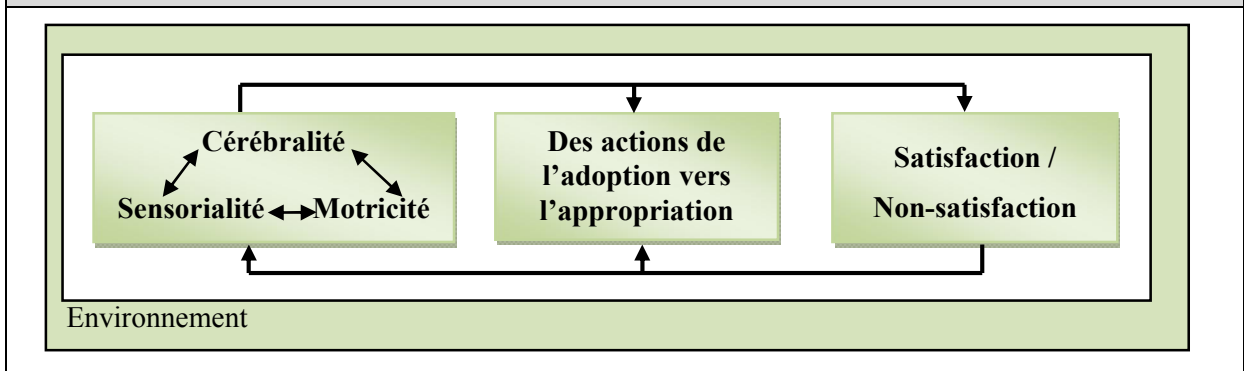 Cérébralité
Sensorialité Motricité
Des actions de
l’adoption vers
l’appropriation
Satisfaction /
Non-satisfaction
Environnement